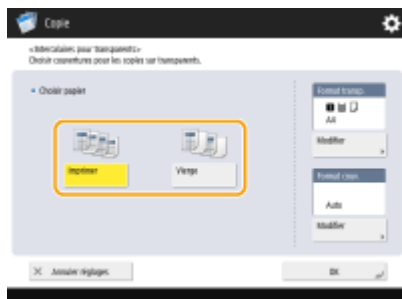 Copie
<Intercalaires pour transparents>
Choisir couvertures pour les copies sur transparents.
Choisir papier
Imprimer
Vierge
Format transp.
A4
Modifier
Format couv.
Auto
Modifier
Annuler réglages
OK